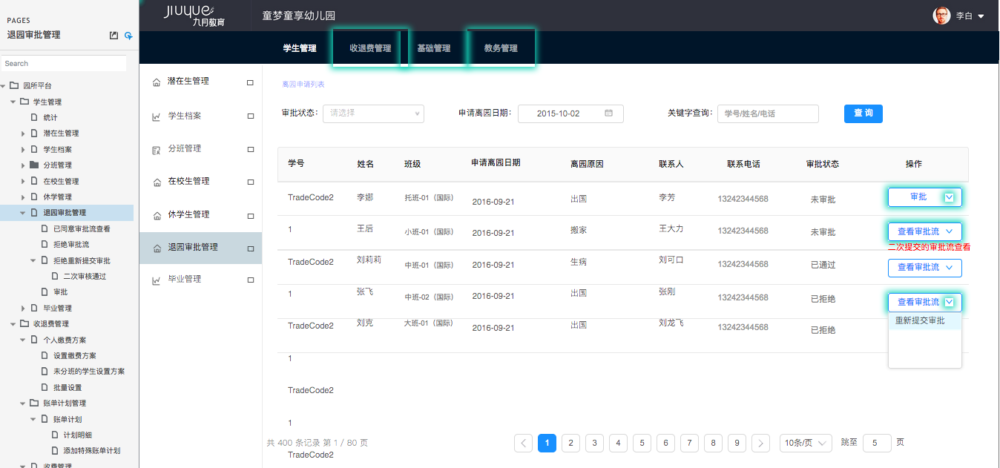 PAGES
退园审批管理
Search
园所平台
学生管理
统计
潜在生管理
学生档案
分班管理
在校生管理
休学管理
退园审批管理
已同意审批流查看
拒绝审批流
拒绝重新提交审批
二次审核通过
审批
毕业管理
收退费管理
个人缴费方案
设置缴费方案
未分班的学生设置方案
批量设置
账单计划管理
账单计划
计划明细
添加特殊账单计划
收费管理
JIUYUE
九月教育
童梦童享幼儿园
李白
学生管理 收退费管理 基础管理 教务管理
潜在生管理
学生档案
分班管理
在校生管理
休学生管理
退园审批管理
毕业管理
离园申请列表
审批状态: 请选择 申请离园日期: 2015-10-02 关键字查询: 学号/姓名/电话 查 询
学号 姓名 班级 申请离园日期 离园原因 联系人 联系电话 审批状态 操作
TradeCode2 李娜 托班-01（国际） 2016-09-21 出国 李芳 13242344568 未审批 审批
1 王后 小班-01（国际） 2016-09-21 搬家 王大力 13242344568 未审批 查看审批流
二次提交的审批流查看
TradeCode2 刘莉莉 中班-01（国际） 2016-09-21 生病 刘可口 13242344568 已通过 查看审批流
1 张飞 中班-02（国际） 2016-09-21 出国 张刚 13242344568 已拒绝 查看审批流
TradeCode2 刘克 大班-01（国际） 2016-09-21 出国 刘龙飞 13242344568 已拒绝 重新提交审批
1
TradeCode2
1
共 400 条记录 第 1 / 80 页 1 2 3 4 5 6 7 8 9 10条/页 跳至 5 页
TradeCode2